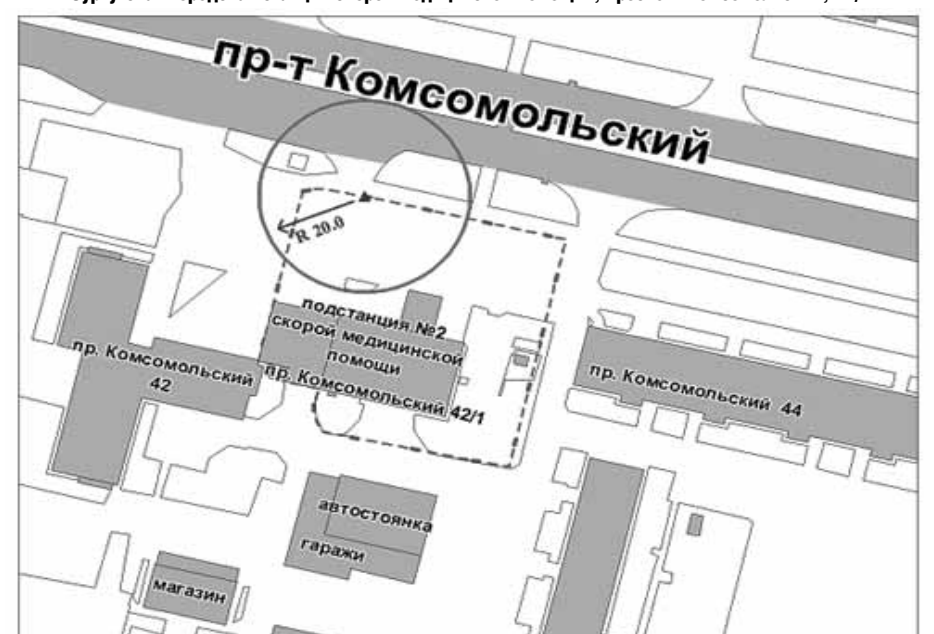 пр-т Комсомольский
R 20.0
подстанция №2
скорой медицинской
помощи
пр. Комсомольский 42/1
пр. Комсомольский
42
пр. Комсомольский 44
автостоянка
гаражи
магазин